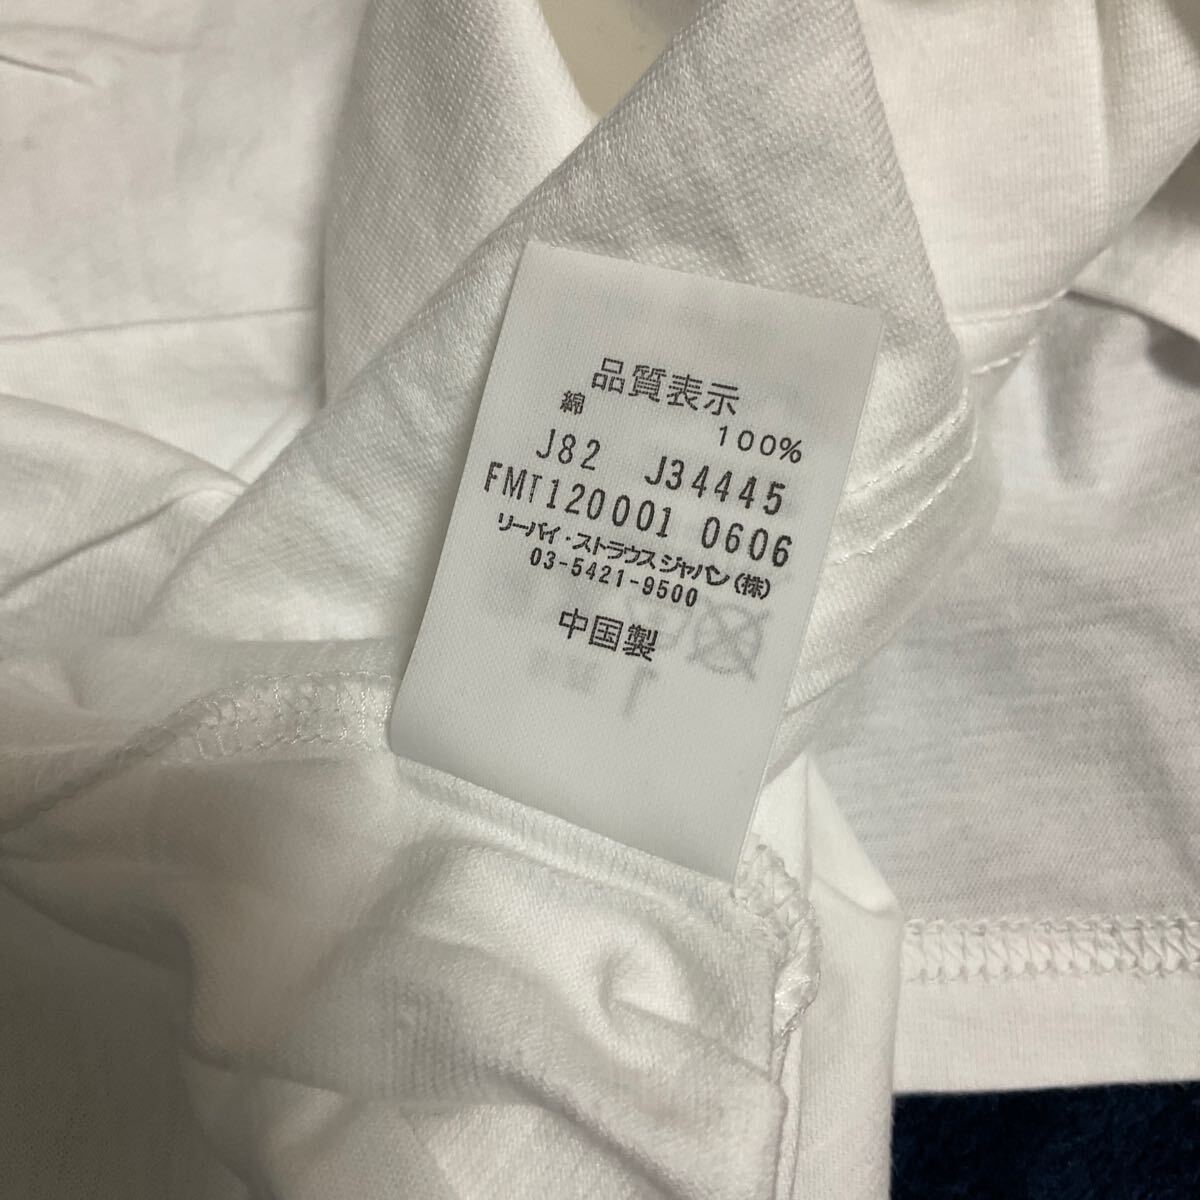 品質表示
綿 100%
J82 J34445
FMT120001 0606
リーバイ・ストラウスジャパン(株)
03-5421-9500
中国製